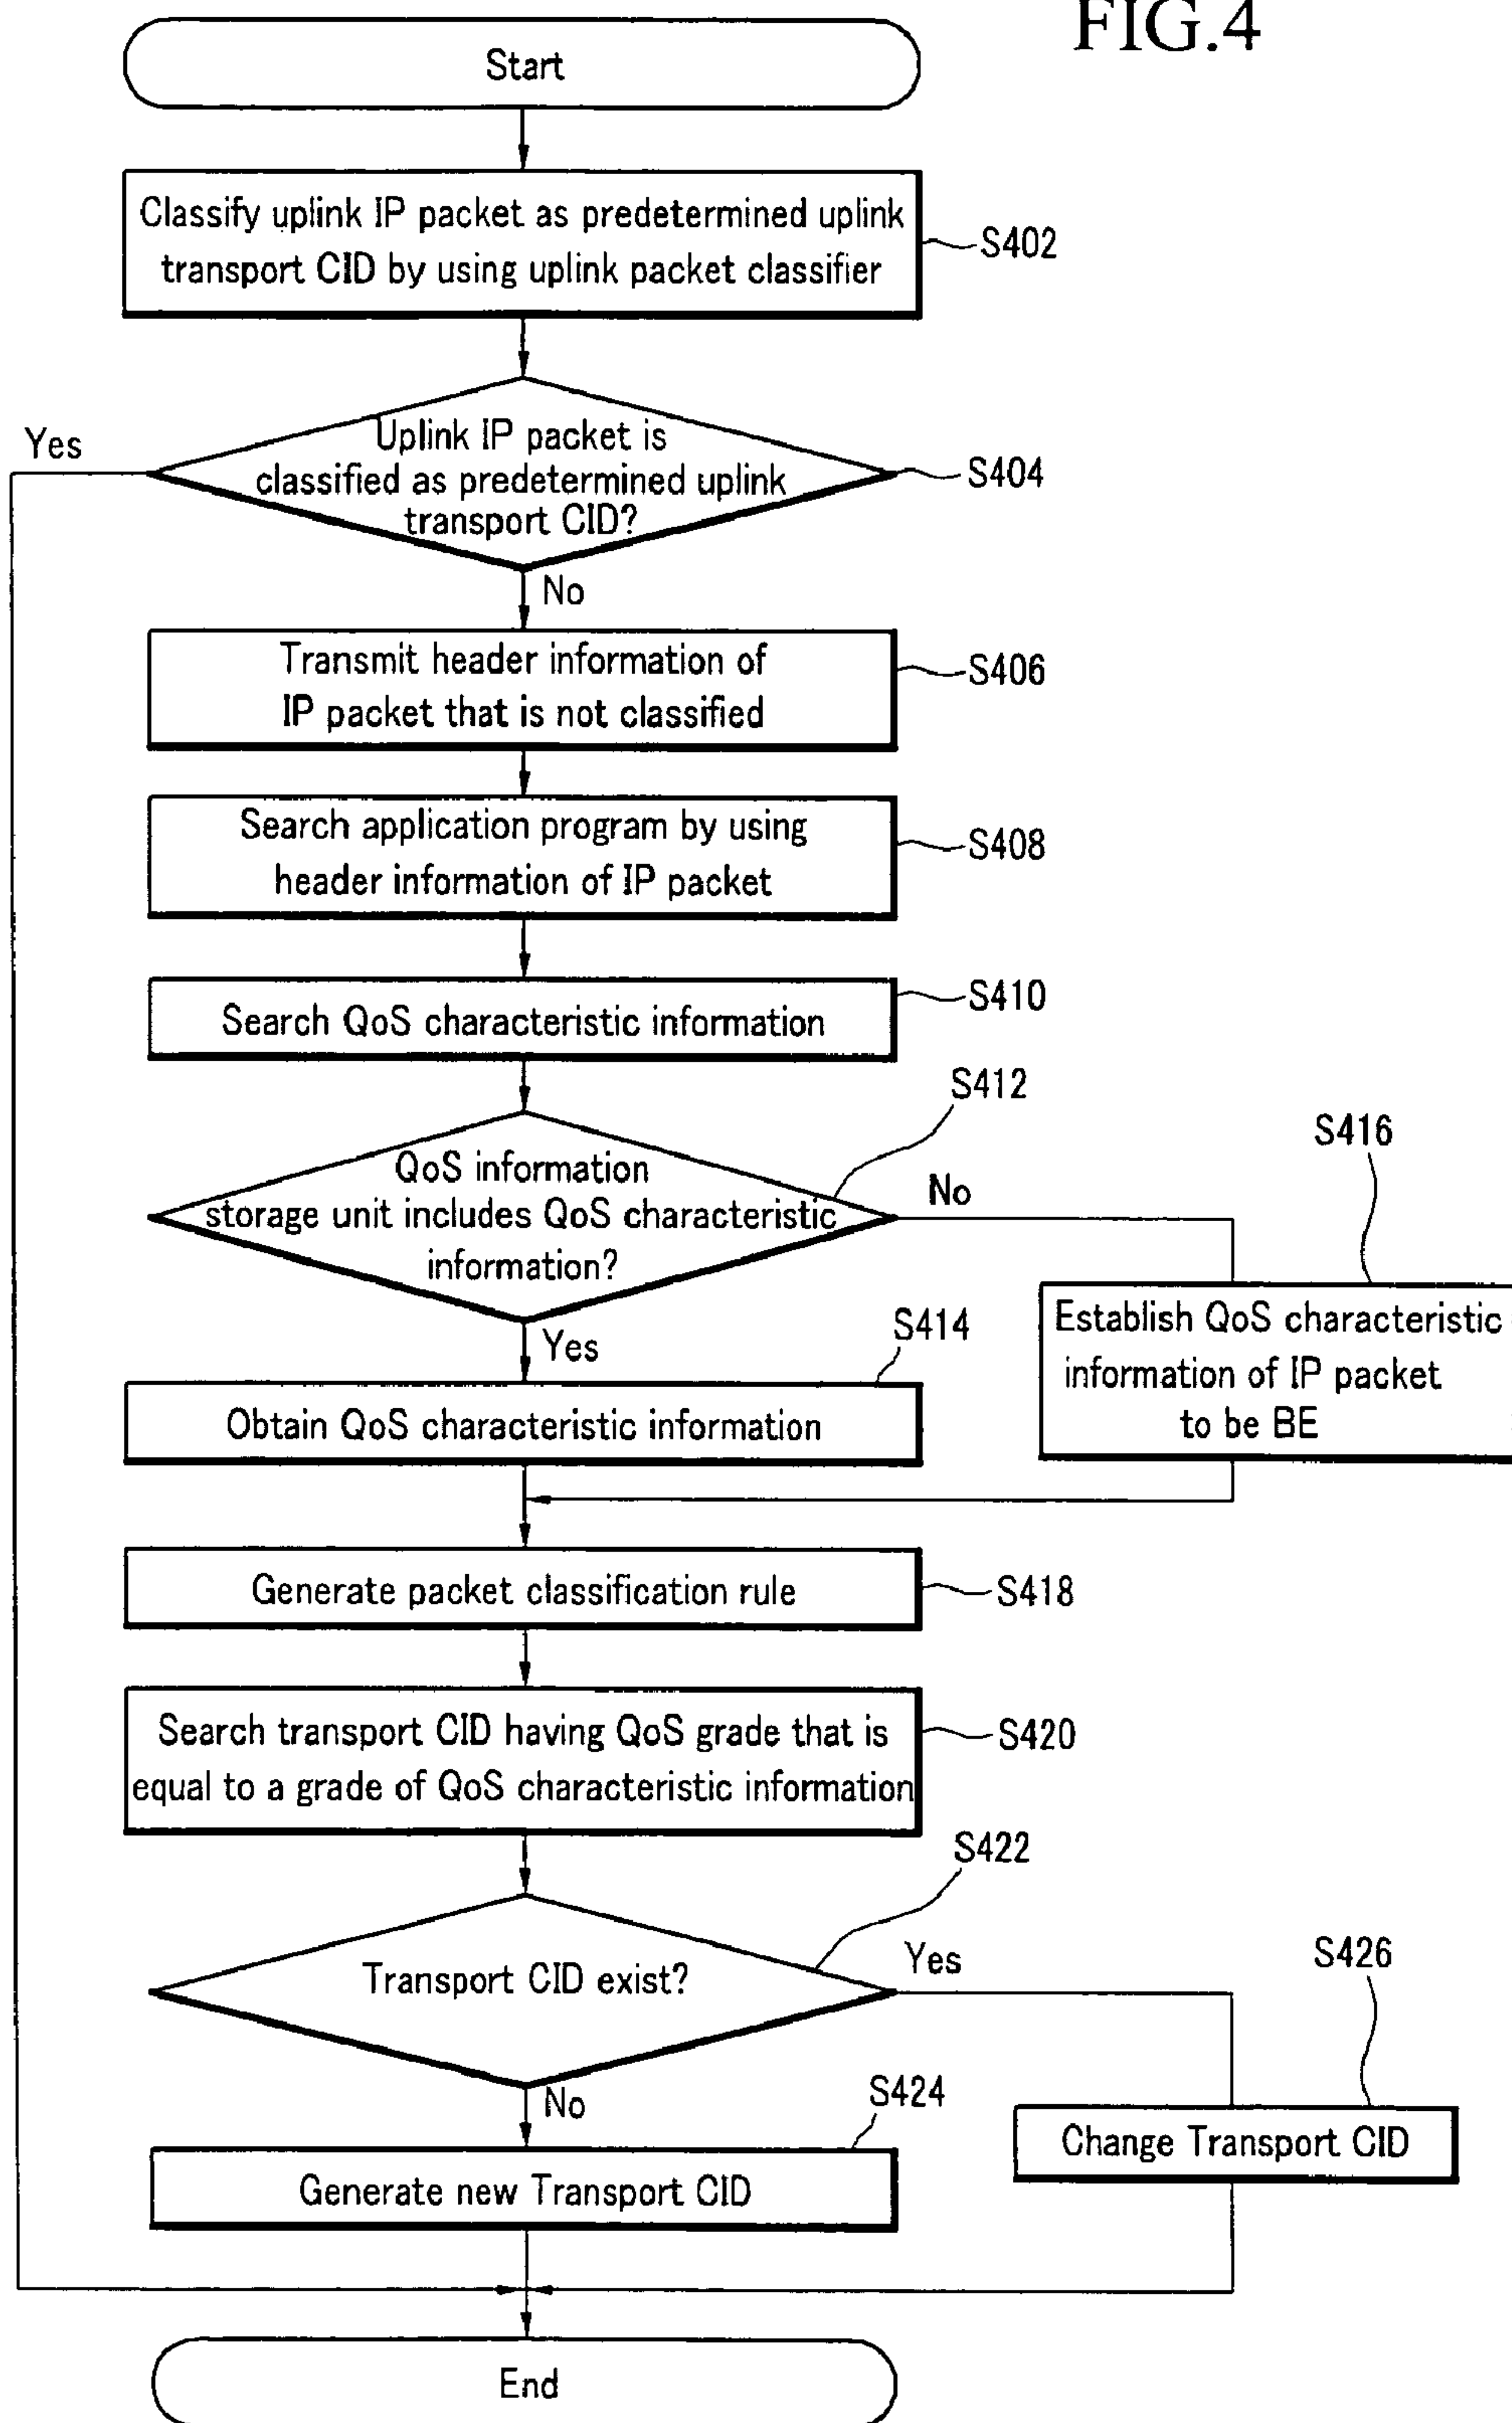 FIG.4
Start
Classify uplink IP packet as predetermined uplink
transport CID by using uplink packet classifier
S402
Yes
Uplink IP packet is
classified as predetermined uplink
transport CID?
S404
No
Transmit header information of
IP packet that is not classified
S406
Search application program by using
header information of IP packet
S408
Search QoS characteristic information
S410
S412
QoS information
storage unit includes QoS characteristic
information?
No
S416
Establish QoS characteristic
information of IP packet
to be BE
Yes
S414
Obtain QoS characteristic information
Generate packet classification rule
S418
Search transport CID having QoS grade that is
equal to a grade of QoS characteristic information
S420
S422
Transport CID exist?
Yes
S426
Change Transport CID
No
S424
Generate new Transport CID
End